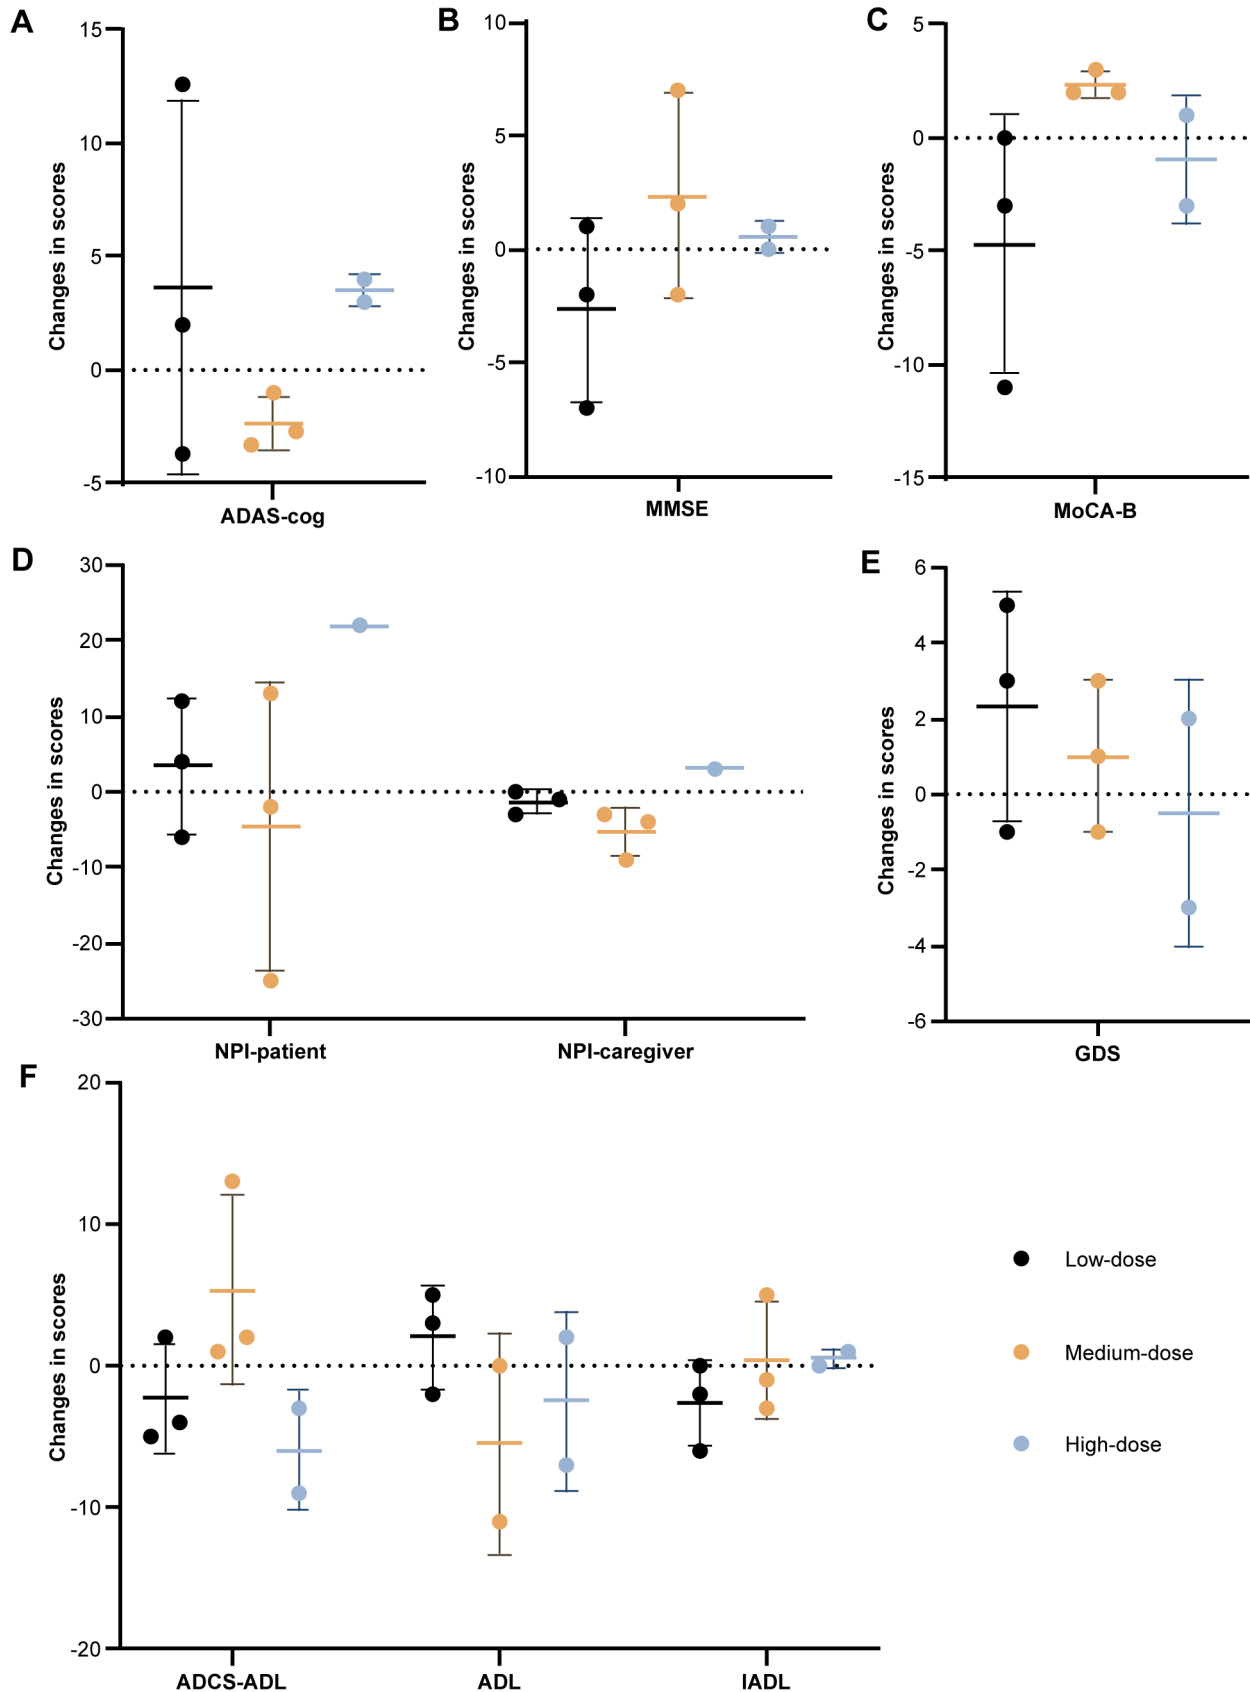 A
15
10
5
0
-5
Changes in scores
ADAS-cog
B
10
5
0
-5
-10
Changes in scores
MMSE
C
5
0
-5
-10
-15
Changes in scores
MoCA-B
D
30
20
10
0
-10
-20
-30
Changes in scores
NPI-patient
NPI-caregiver
E
6
4
2
0
-2
-4
-6
Changes in scores
GDS
F
20
10
0
-10
-20
Changes in scores
ADCS-ADL
ADL
IADL
Low-dose
Medium-dose
High-dose